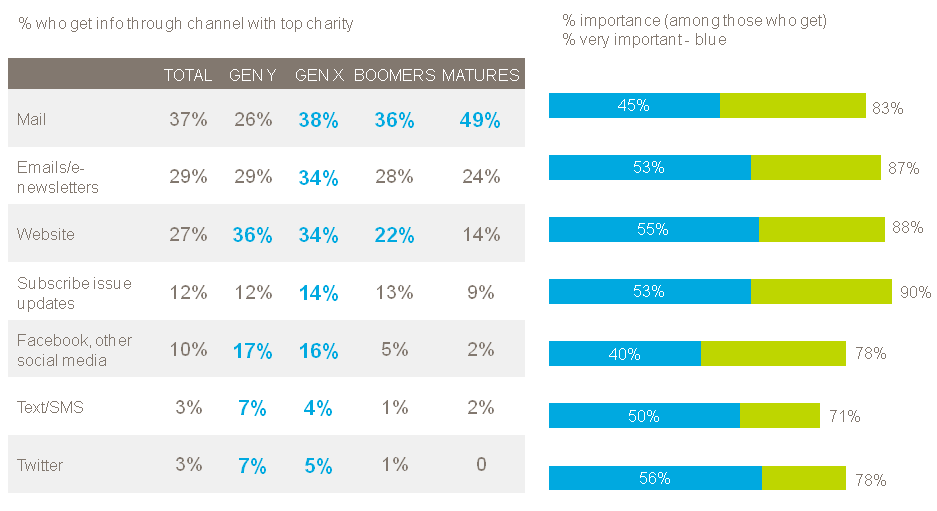 % who get info through channel with top charity
% importance (among those who get)
% very important - blue
TOTAL GEN Y GEN X BOOMERS MATURES
Mail 37% 26% 38% 36% 49%
45% 83%
Emails/e-
newsletters 29% 29% 34% 28% 24%
53% 87%
Website 27% 36% 34% 22% 14%
55% 88%
Subscribe issue
updates 12% 12% 14% 13% 9%
53% 90%
Facebook, other
social media 10% 17% 16% 5% 2%
40% 78%
Text/SMS 3% 7% 4% 1% 2%
50% 71%
Twitter 3% 7% 5% 1% 0
56% 78%